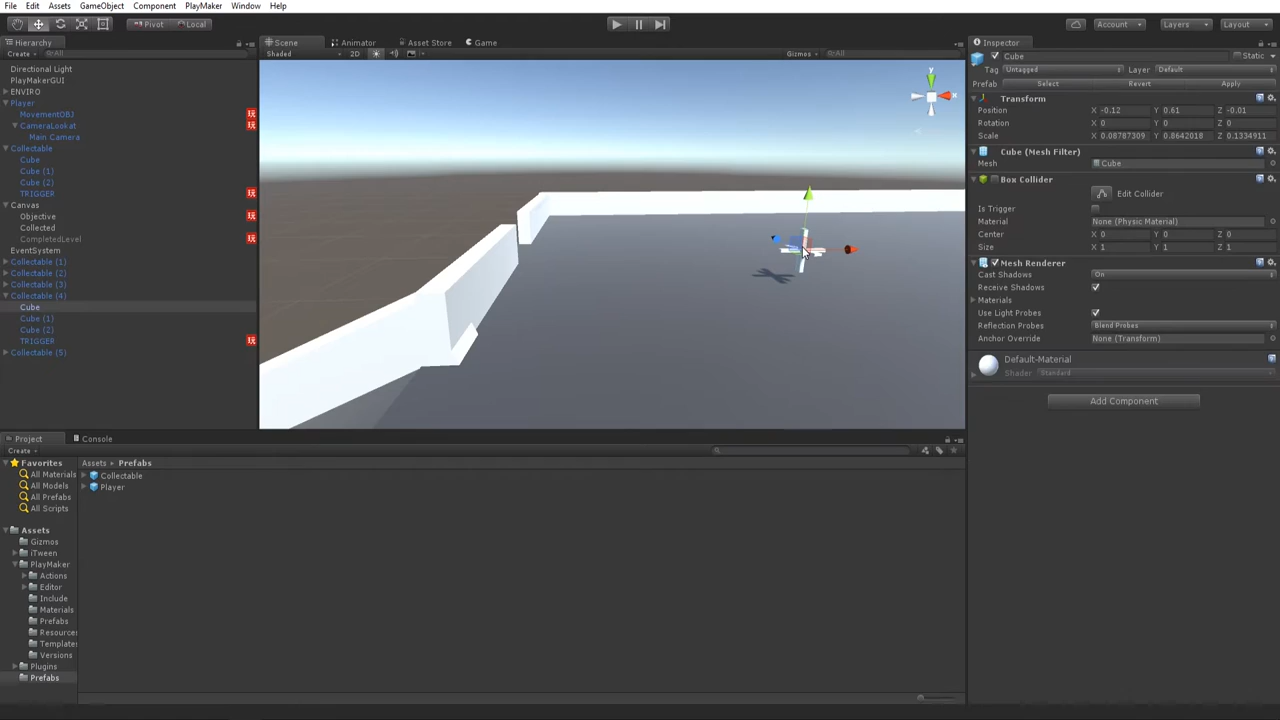 File Edit Assets GameObject Component PlayMaker Window Help
Pivot Local Account Layers Layout
Hierarchy
Create All
Directional Light
PlayMakerGUI
ENVIRO
Player
MovementOBJ
CameraLookat
Main Camera
Collectable
Cube
Cube (1)
Cube (2)
TRIGGER
Canvas
Objective
Collected
CompletedLevel
EventSystem
Collectable (1)
Collectable (2)
Collectable (3)
Collectable (4)
Cube
Cube (1)
Cube (2)
TRIGGER
Collectable (5)
Scene Animator Asset Store Game
Shaded 2D Gizmos All
y
x
Inspector
Cube Static
Tag Untagged Layer Default
Prefab Select Revert Apply
Transform
Position X -0.12 Y 0.61 Z -0.01
Rotation X 0 Y 0 Z 0
Scale X 0.08787309 Y 0.8642018 Z 0.1334911
Cube (Mesh Filter)
Mesh Cube
Box Collider
Edit Collider
Is Trigger
Material None (Physic Material)
Center X 0 Y 0 Z 0
Size X 1 Y 1 Z 1
Mesh Renderer
Cast Shadows On
Receive Shadows
Materials
Use Light Probes
Reflection Probes Blend Probes
Anchor Override None (Transform)
Default-Material
Shader Standard
Add Component
Project Console
Create
Favorites
All Materials
All Models
All Prefabs
All Scripts
Assets
Gizmos
iTween
PlayMaker
Actions
Editor
Include
Materials
Prefabs
Resource
Template
Versions
Plugins
Prefabs
Assets Prefabs
Collectable
Player